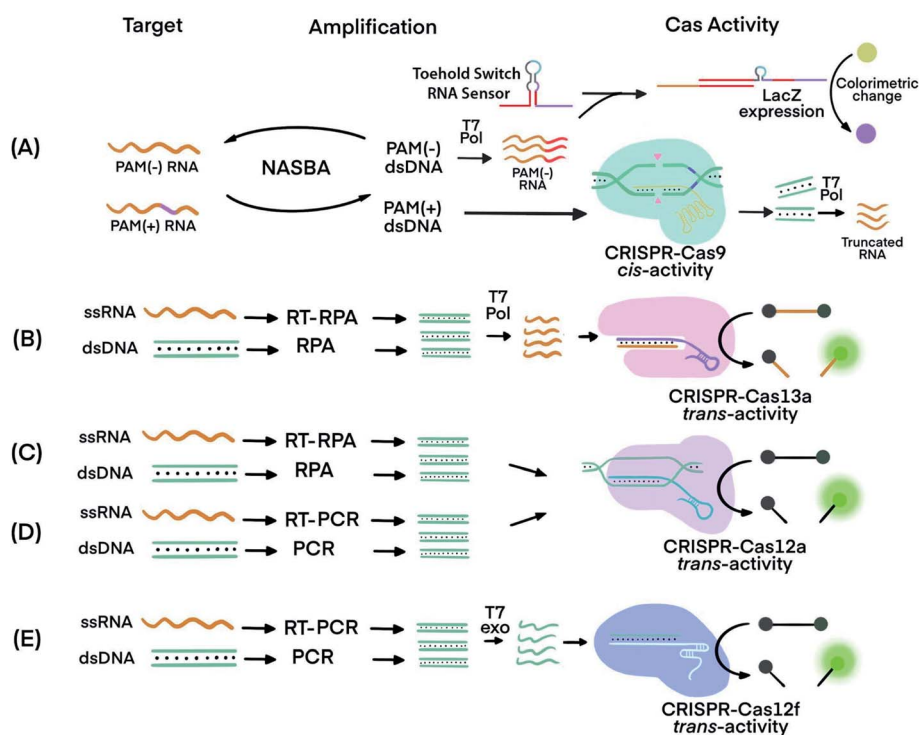 Target
Amplification
Cas Activity
(A)
PAM(-) RNA
PAM(+) RNA
NASBA
PAM(-)
dsDNA
PAM(+)
dsDNA
T7
Pol
PAM(-)
RNA
Toehold Switch
RNA Sensor
LacZ
expression
Colorimetric
change
CRISPR-Cas9
cis-activity
T7
Pol
Truncated
RNA
(B)
ssRNA
RT-RPA
dsDNA
RPA
T7
Pol
CRISPR-Cas13a
trans-activity
(C)
ssRNA
RT-RPA
dsDNA
RPA
(D)
ssRNA
RT-PCR
dsDNA
PCR
CRISPR-Cas12a
trans-activity
(E)
ssRNA
RT-PCR
dsDNA
PCR
T7
exo
CRISPR-Cas12f
trans-activity